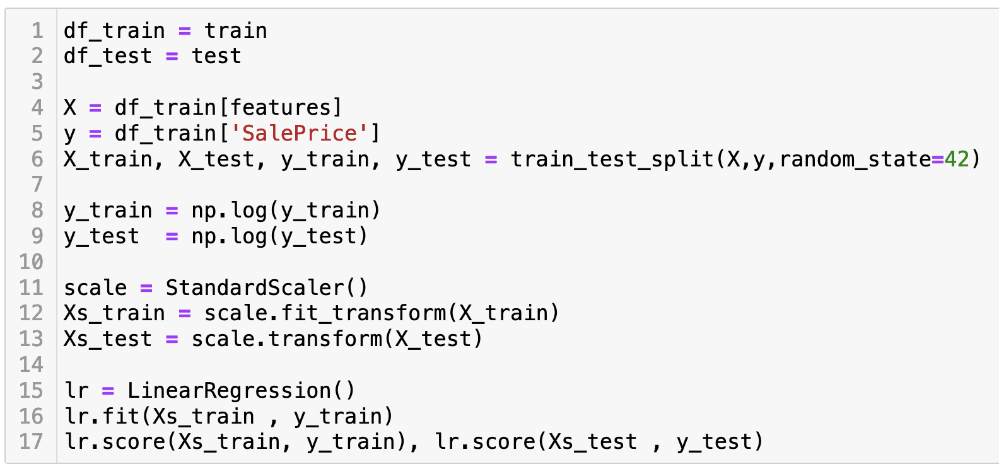 1 df_train = train
2 df_test = test
3
4 X = df_train[features]
5 y = df_train['SalePrice']
6 X_train, X_test, y_train, y_test = train_test_split(X,y,random_state=42)
7
8 y_train = np.log(y_train)
9 y_test  = np.log(y_test)
10
11 scale = StandardScaler()
12 Xs_train = scale.fit_transform(X_train)
13 Xs_test = scale.transform(X_test)
14
15 lr = LinearRegression()
16 lr.fit(Xs_train , y_train)
17 lr.score(Xs_train, y_train), lr.score(Xs_test , y_test)